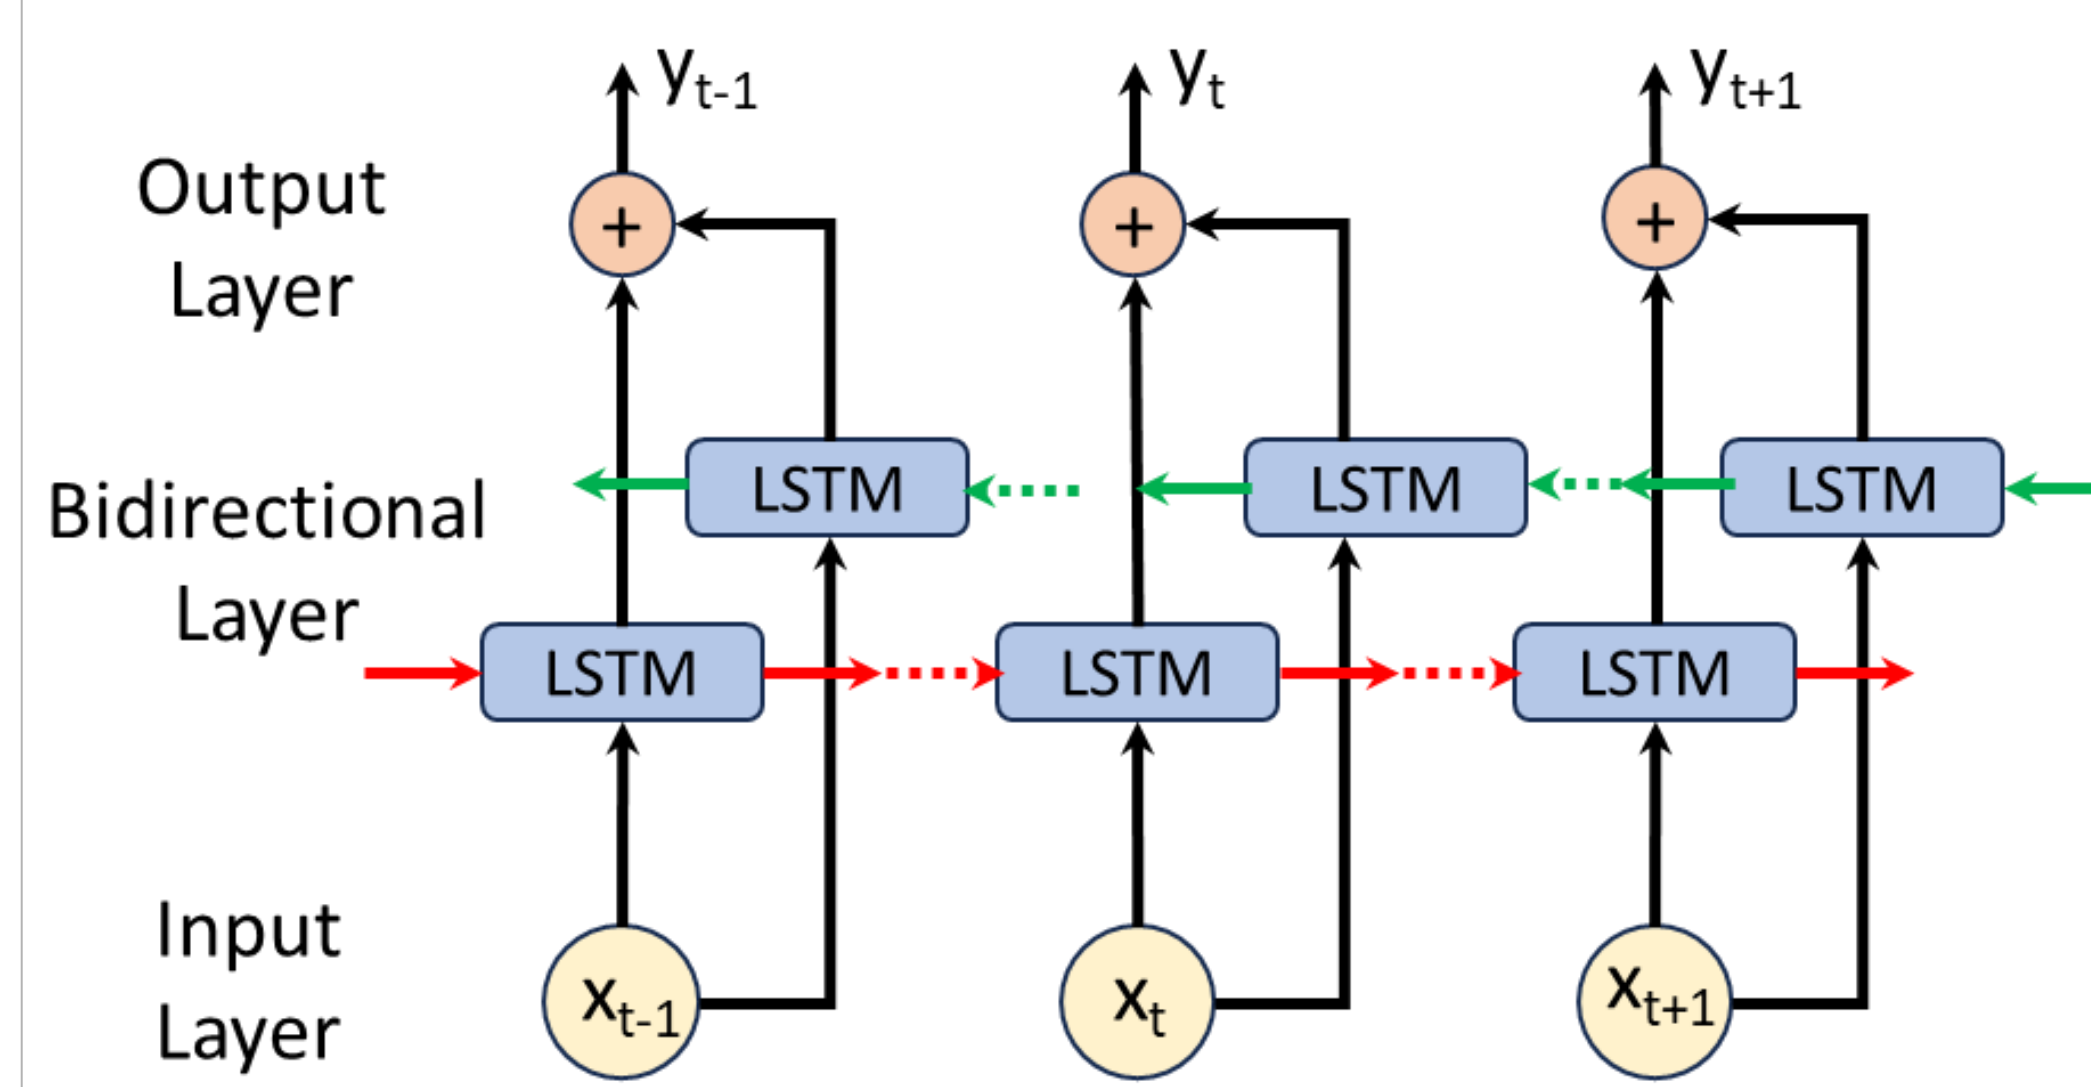 y_t-1
y_t
y_t+1
Output
Layer
+
+
+
Bidirectional
Layer
LSTM
LSTM
LSTM
LSTM
LSTM
LSTM
Input
Layer
x_t-1
x_t
x_t+1